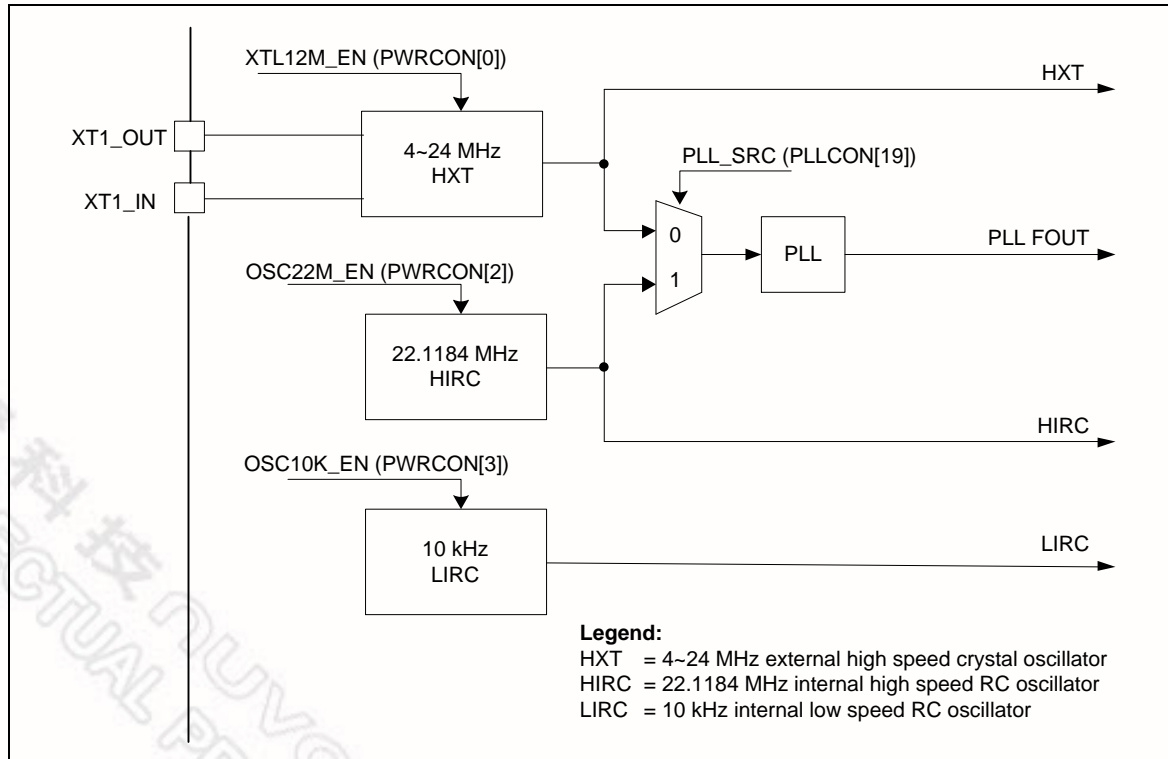 XTL12M_EN (PWRCON[0])
HXT
XT1_OUT
4~24 MHz
HXT
PLL_SRC (PLLCON[19])
XT1_IN
0
PLL
PLL FOUT
1
OSC22M_EN (PWRCON[2])
22.1184 MHz
HIRC
HIRC
OSC10K_EN (PWRCON[3])
10 kHz
LIRC
LIRC
Legend:
HXT = 4~24 MHz external high speed crystal oscillator
HIRC = 22.1184 MHz internal high speed RC oscillator
LIRC = 10 kHz internal low speed RC oscillator
科技